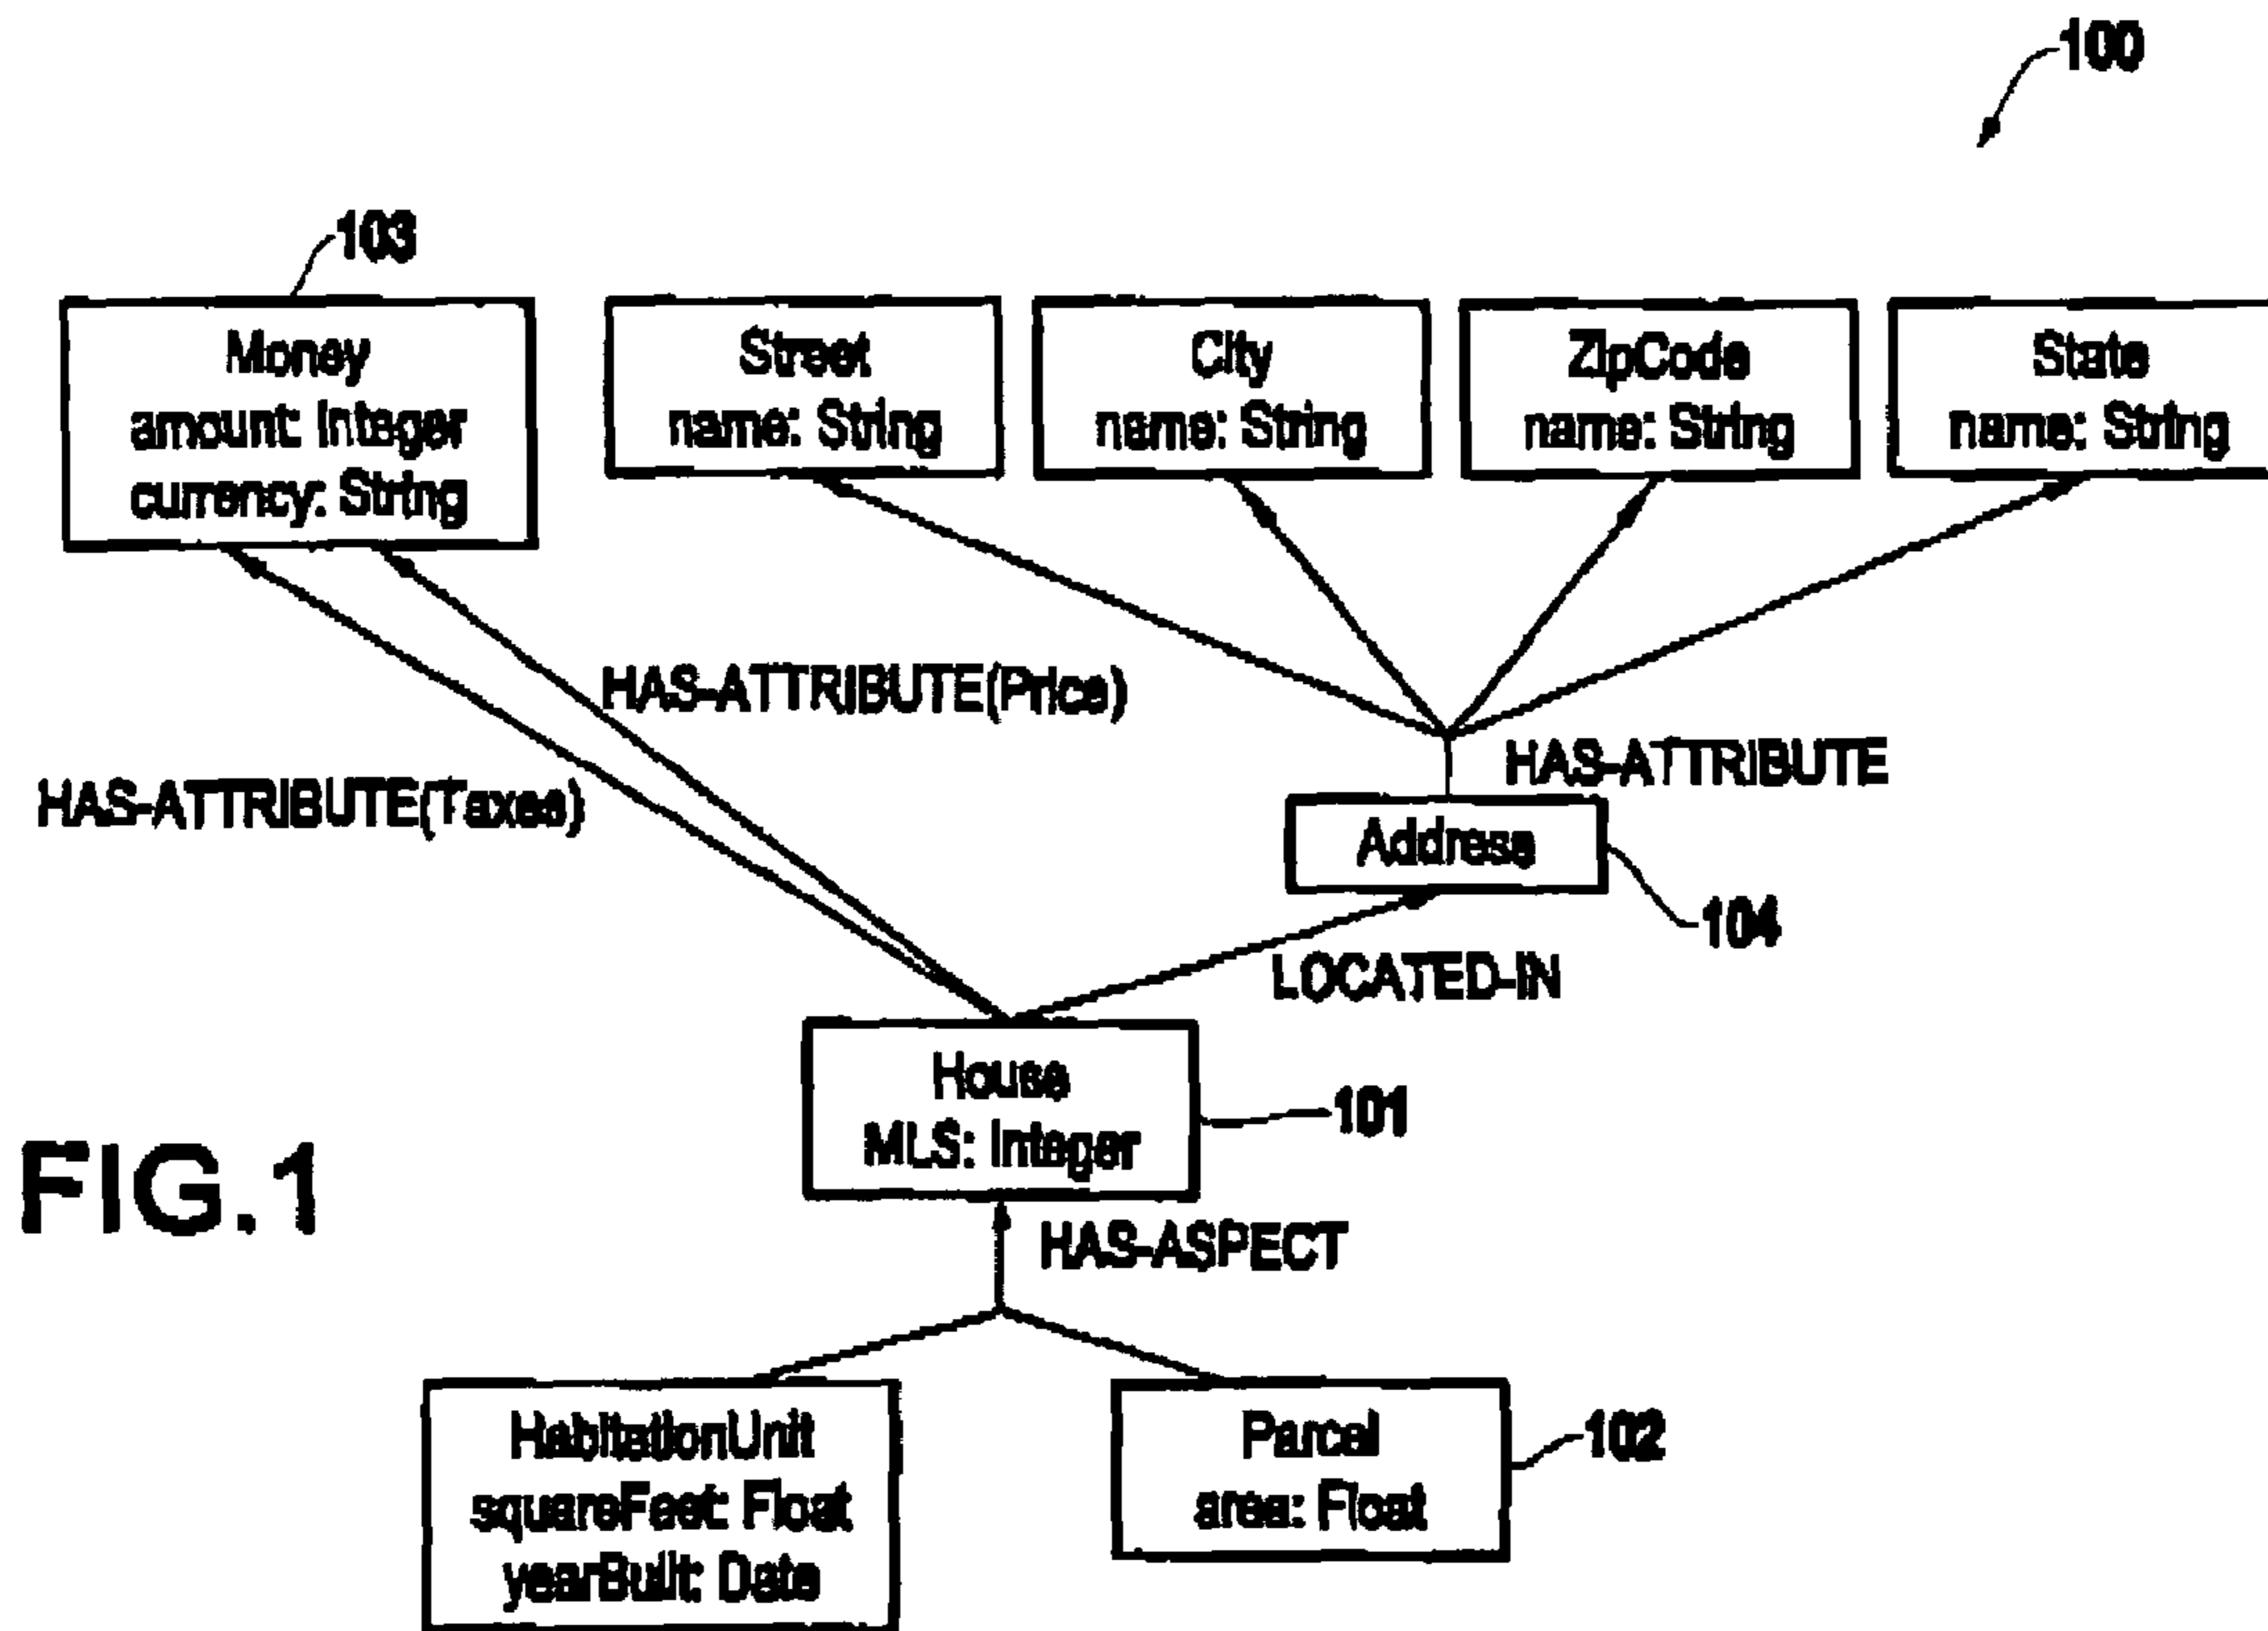 100
103
Money
amount: Integer
currency: String
Street
name: String
City
name: String
ZipCode
name: String
State
name: String
HAS-ATTRIBUTE(Price)
HAS-ATTRIBUTE(Taxes)
HAS-ATTRIBUTE
Address
104
LOCATED-IN
House
MLS: Integer
101
FIG.1
HAS-ASPECT
HabitationUnit
squareFeet: Float
yearBuilt: Date
Parcel
area: Float
102